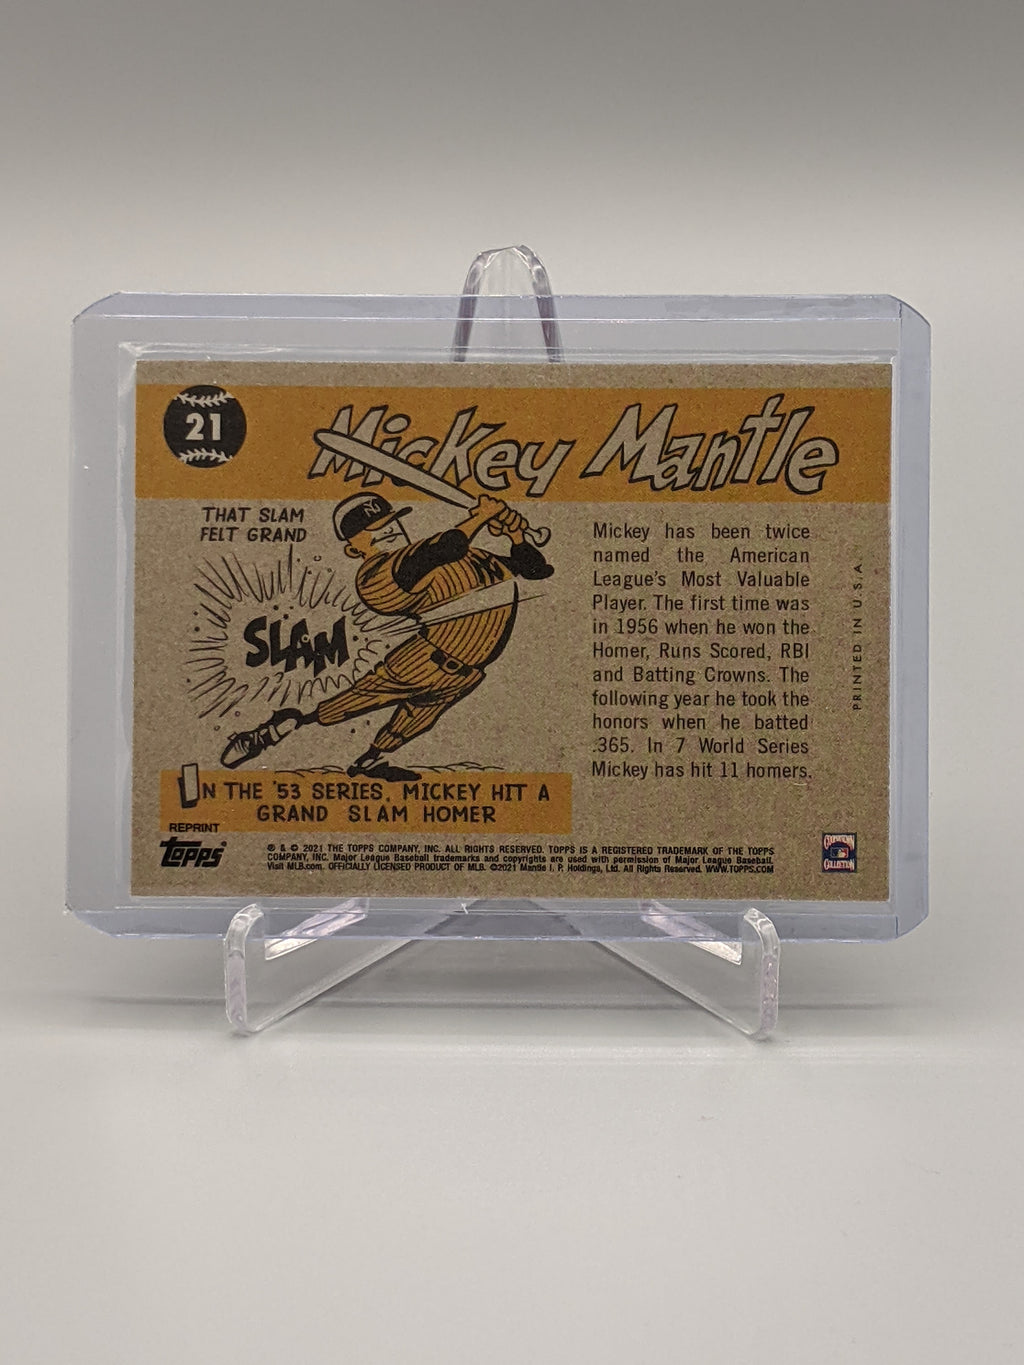 21
Mickey Mantle
THAT SLAM
FELT GRAND
NY
SLAM
IN THE '53 SERIES, MICKEY HIT A
GRAND SLAM HOMER
Mickey has been twice
named the American
League's Most Valuable
Player. The first time was
in 1956 when he won the
Homer, Runs Scored, RBI
and Batting Crowns. The
following year he took the
honors when he batted
.365. In 7 World Series
Mickey has hit 11 homers.
PRINTED IN U.S.A.
REPRINT
topps
® & © 2021 THE TOPPS COMPANY, INC. ALL RIGHTS RESERVED. TOPPS IS A REGISTERED TRADEMARK OF THE TOPPS
COMPANY, INC. Major League Baseball trademarks and copyrights are used with permission of Major League Baseball.
Visit MLB.com. OFFICIALLY LICENSED PRODUCT OF MLB. ©2021 Mantle I. P. Holdings, Ltd. All Rights Reserved. WWW.TOPPS.COM
COOPERSTOWN
COLLECTION